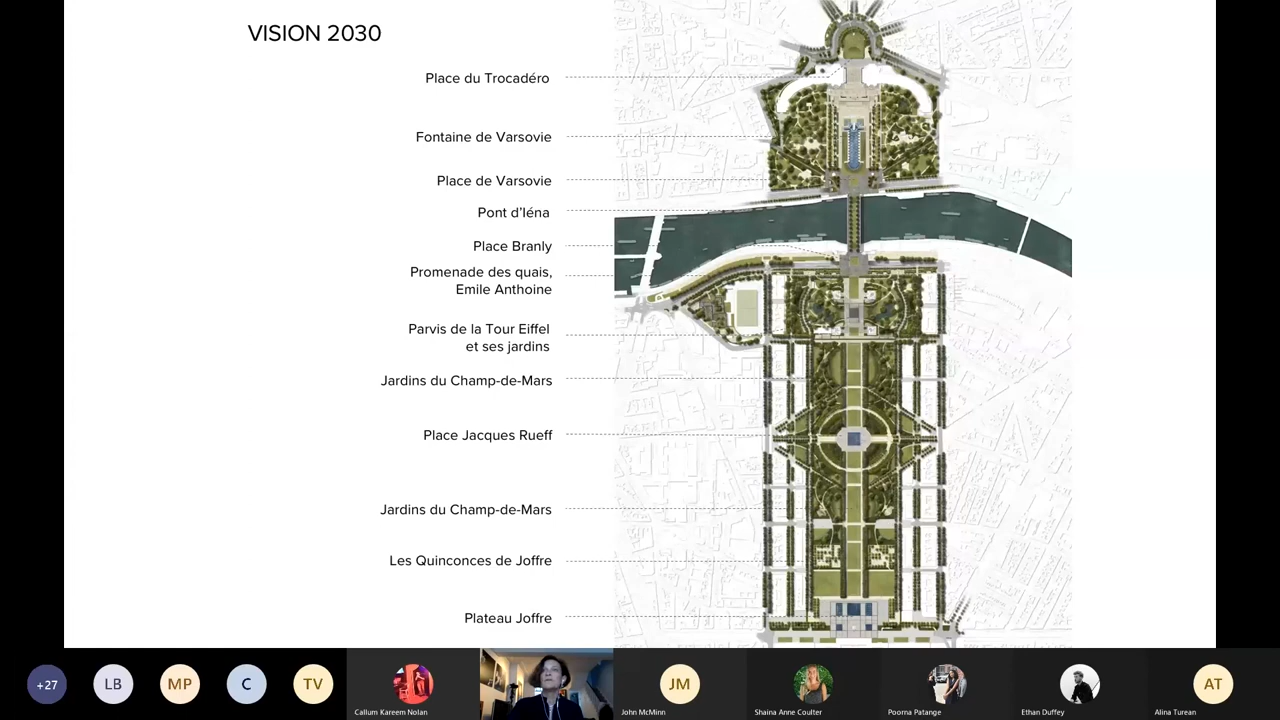 VISION 2030
Place du Trocadéro
Fontaine de Varsovie
Place de Varsovie
Pont d'Iéna
Place Branly
Promenade des quais,
Emile Anthoine
Parvis de la Tour Eiffel
et ses jardins
Jardins du Champ-de-Mars
Place Jacques Rueff
Jardins du Champ-de-Mars
Les Quinconces de Joffre
Plateau Joffre
+27
LB
MP
C
TV
Callum Kareem Nolan
JM
John McMinn
Shaina Anne Coulter
Poorna Patange
Ethan Duffey
AT
Alina Turean